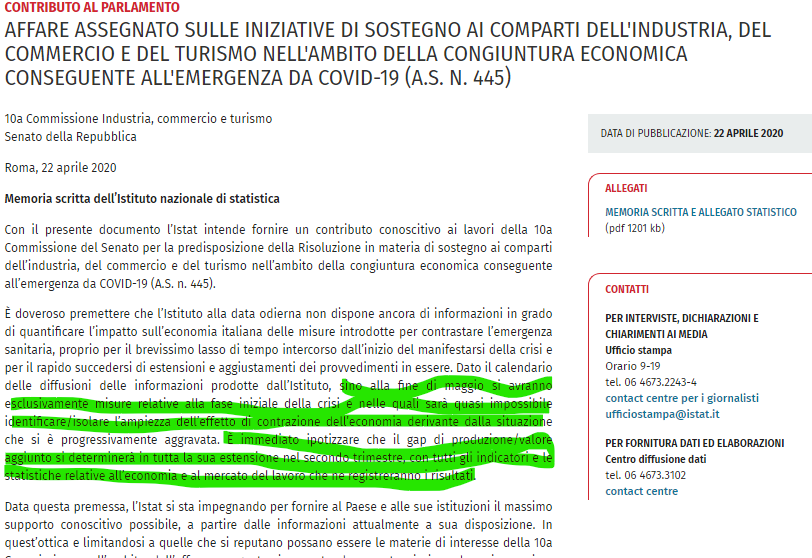 CONTRIBUTO AL PARLAMENTO
AFFARE ASSEGNATO SULLE INIZIATIVE DI SOSTEGNO AI COMPARTI DELL'INDUSTRIA, DEL
COMMERCIO E DEL TURISMO NELL'AMBITO DELLA CONGIUNTURA ECONOMICA
CONSEGUENTE ALL'EMERGENZA DA COVID-19 (A.S. N. 445)
10a Commissione Industria, commercio e turismo
Senato della Repubblica
Roma, 22 aprile 2020
Memoria scritta dell'Istituto nazionale di statistica
Con il presente documento l'Istat intende fornire un contributo conoscitivo ai lavori della 10a
Commissione del Senato per la predisposizione della Risoluzione in materia di sostegno ai comparti
dell'industria, del commercio e del turismo nell'ambito della congiuntura economica conseguente
all'emergenza da COVID-19 (A.S. n. 445).
È doveroso premettere che l'Istituto alla data odierna non dispone ancora di informazioni in grado
di quantificare l'impatto sull'economia italiana delle misure introdotte per contrastare l'emergenza
sanitaria, proprio per il brevissimo lasso di tempo intercorso dall'inizio del manifestarsi della crisi e
per il rapido succedersi di estensioni e aggiustamenti dei provvedimenti in essere. Dato il calendario
delle diffusioni delle informazioni prodotte dall'Istituto, sino alla fine di maggio si avranno
esclusivamente misure relative alla fase iniziale della crisi e nelle quali sarà quasi impossibile
identificare/isolare l'ampiezza dell'effetto di contrazione dell'economia derivante dalla situazione
che si è progressivamente aggravata. È immediato ipotizzare che il gap di produzione/valore
aggiunto si determinerà in tutta la sua estensione nel secondo trimestre, con tutti gli indicatori e le
statistiche relative all'economia e al mercato del lavoro che ne registreranno i risultati.
Data questa premessa, l'Istat si sta impegnando per fornire al Paese e alle sue istituzioni il massimo
supporto conoscitivo possibile, a partire dalle informazioni attualmente a sua disposizione. In
quest'ottica e limitandosi a quelle che si reputano possano essere le materie di interesse della 10a
DATA DI PUBBLICAZIONE: 22 APRILE 2020
ALLEGATI
MEMORIA SCRITTA E ALLEGATO STATISTICO
(pdf 1201 kb)
CONTATTI
PER INTERVISTE, DICHIARAZIONI E
CHIARIMENTI AI MEDIA
Ufficio stampa
Orario 9-19
tel. 06 4673.2243-4
contact centre per i giornalisti
ufficiostampa@istat.it
PER FORNITURA DATI ED ELABORAZIONI
Centro diffusione dati
tel. 06 4673.3102
contact centre